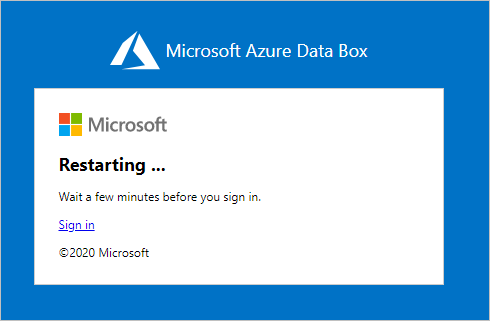 Microsoft Azure Data Box
Microsoft
Restarting ...
Wait a few minutes before you sign in.
Sign in
©2020 Microsoft